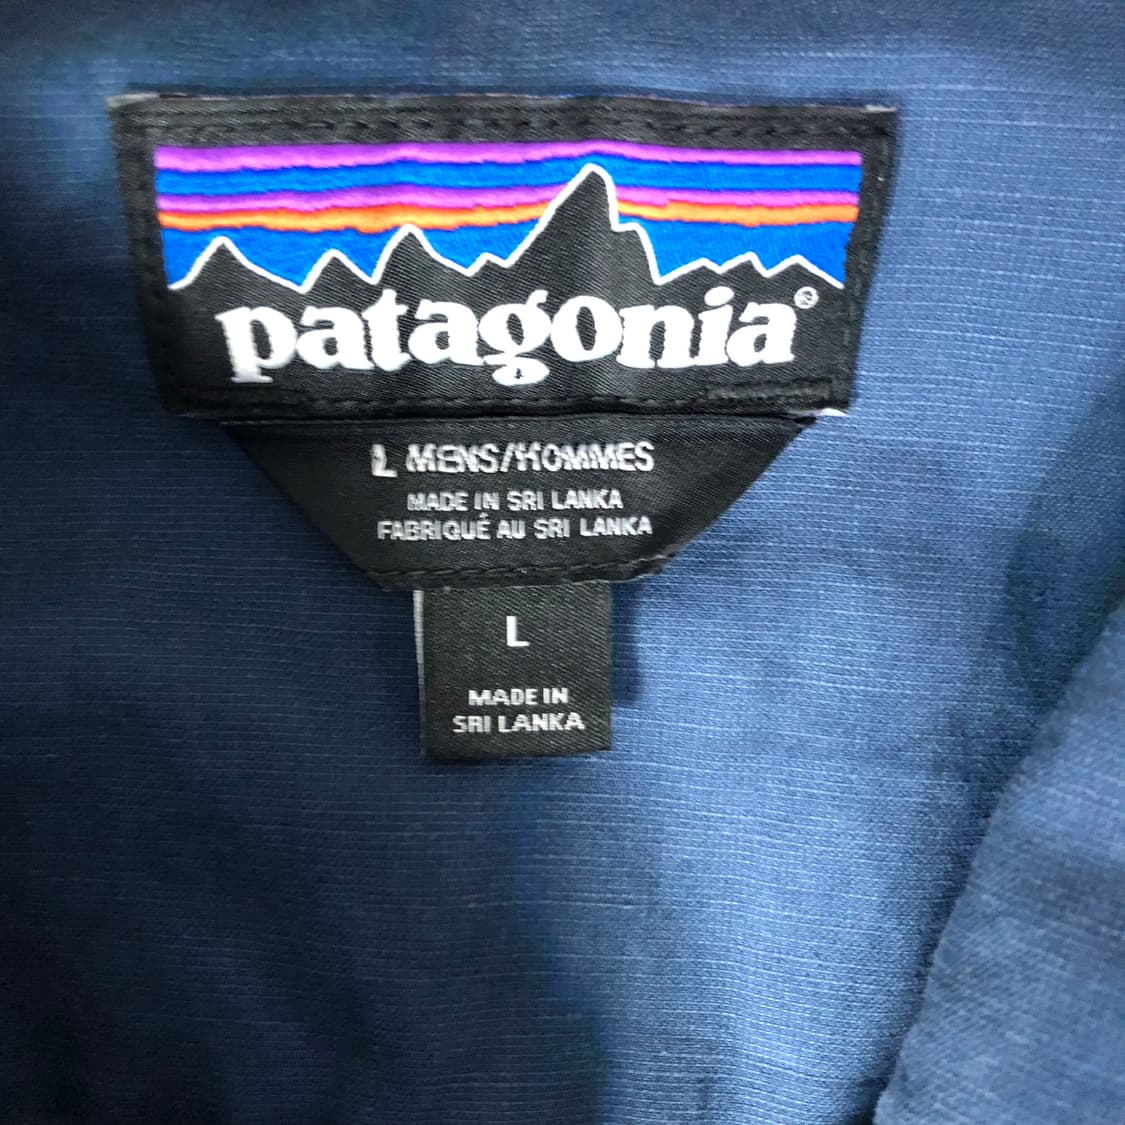 patagonia®
L MENS/HOMMES
MADE IN SRI LANKA
FABRIQUÉ AU SRI LANKA
L
MADE IN
SRI LANKA